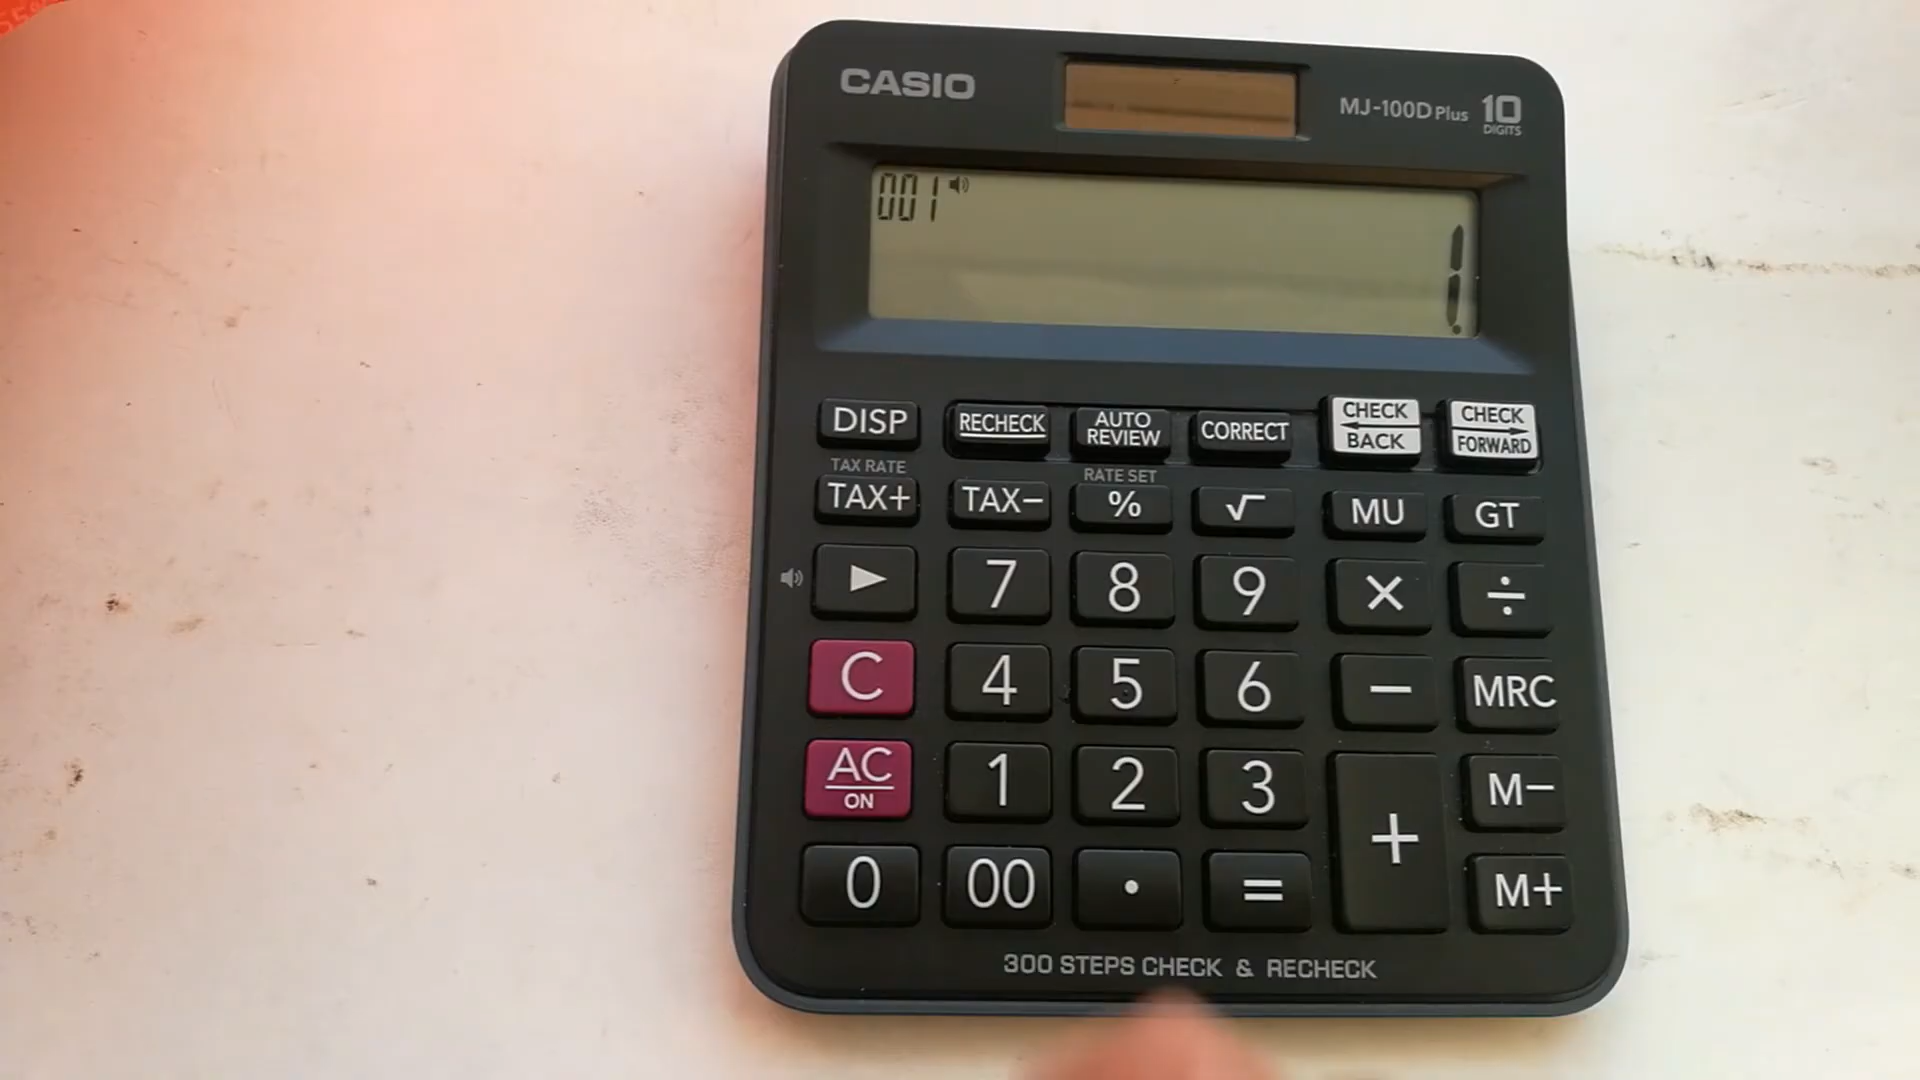 CASIO
MJ-100D Plus 10 DIGITS
001
1.
DISP RECHECK AUTO REVIEW CORRECT CHECK BACK CHECK FORWARD
TAX RATE RATE SET
TAX+ TAX− % √ MU GT
7 8 9 × ÷
C 4 5 6 − MRC
AC ON 1 2 3 + M−
0 00 • = M+
300 STEPS CHECK & RECHECK